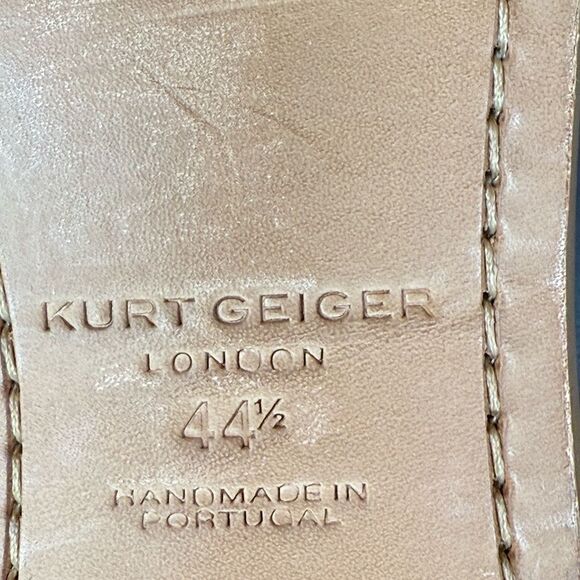 KURT GEIGER
LONDON
44½
HANDMADE IN
PORTUGAL